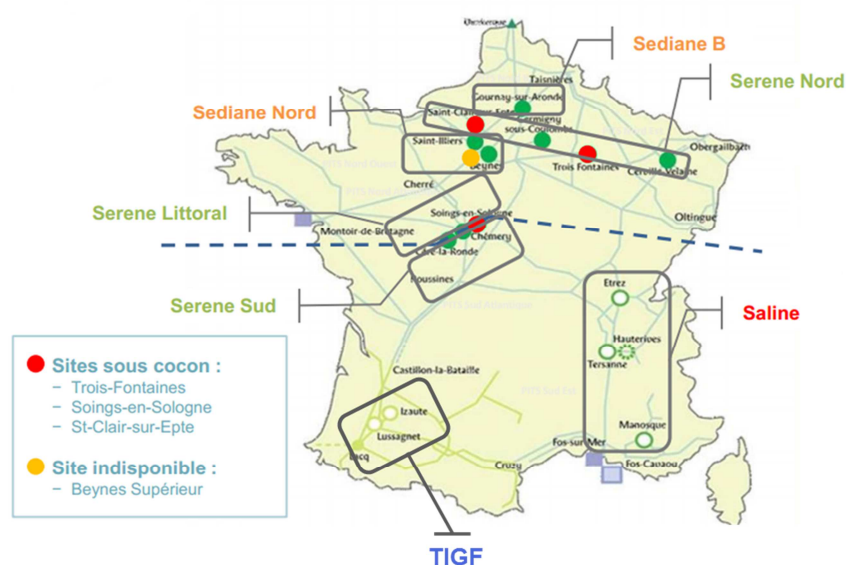 Dunkerque
Sediane B
Taisnières
Serene Nord
Gournay-sur-Aronde
Sediane Nord
Saint-Clair-sur-Epte
Germigny
sous-Coulombs
Saint-Illiers
Obergailbach
Beynes
Trois Fontaines
Cerville-Velaine
Cherré
Serene Littoral
Soings-en-Sologne
Oltingue
Montoir-de-Bretagne
Chémery
Céré-la-Ronde
Serene Sud
Roussines
Etrez
Saline
Hauterives
Tersanne
Sites sous cocon :
− Trois-Fontaines
− Soings-en-Sologne
− St-Clair-sur-Epte
Castillon-la-Bataille
Izaute
Lussagnet
Manosque
Fos-sur-Mer
Lacq
Cruzy
Fos-Cavaou
Site indisponible :
− Beynes Supérieur
TIGF